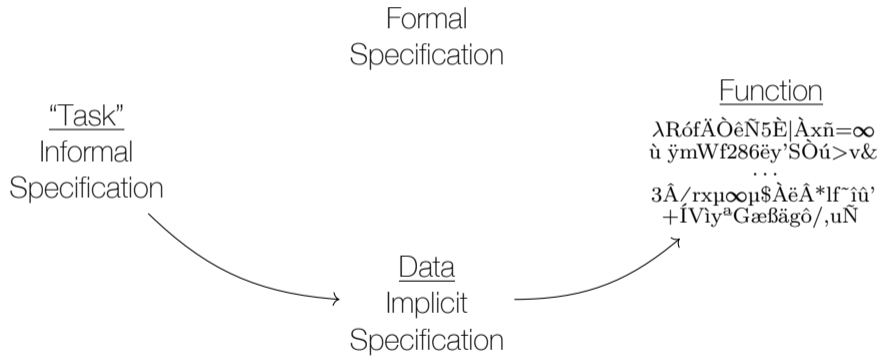 Formal
Specification
“Task”
Informal
Specification
Function
λRófÄÒêÑ5È|Àxñ=∞
ù ÿmWf286ëy’SÒú>v&
...
3Â/rxµ∞µ$ÀëÂ*lf˜îû’
+ÍVìyªGæßägô/,uÑ
Data
Implicit
Specification